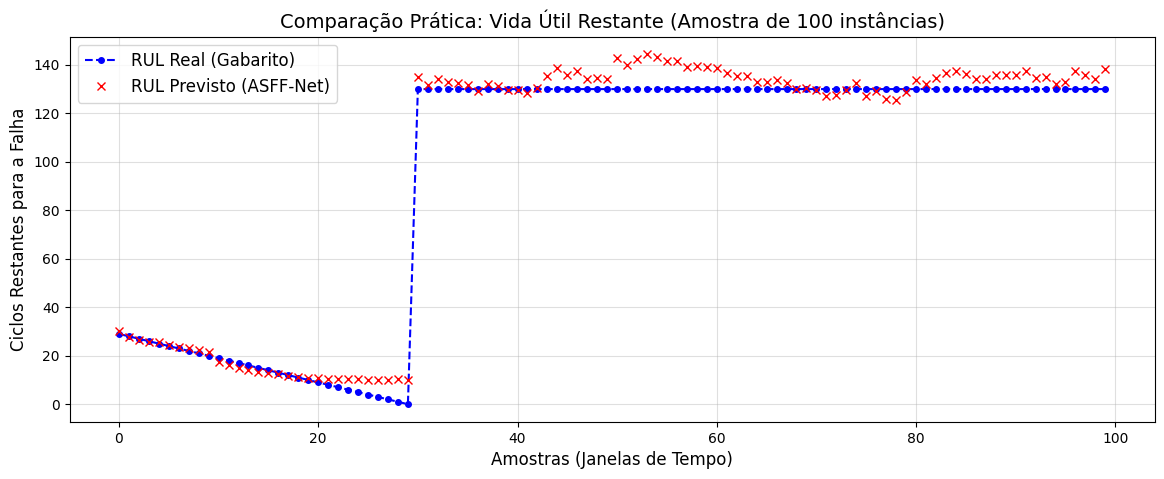 Comparação Prática: Vida Útil Restante (Amostra de 100 instâncias)
RUL Real (Gabarito)
RUL Previsto (ASFF-Net)
Ciclos Restantes para a Falha
140
120
100
80
60
40
20
0
0 20 40 60 80 100
Amostras (Janelas de Tempo)